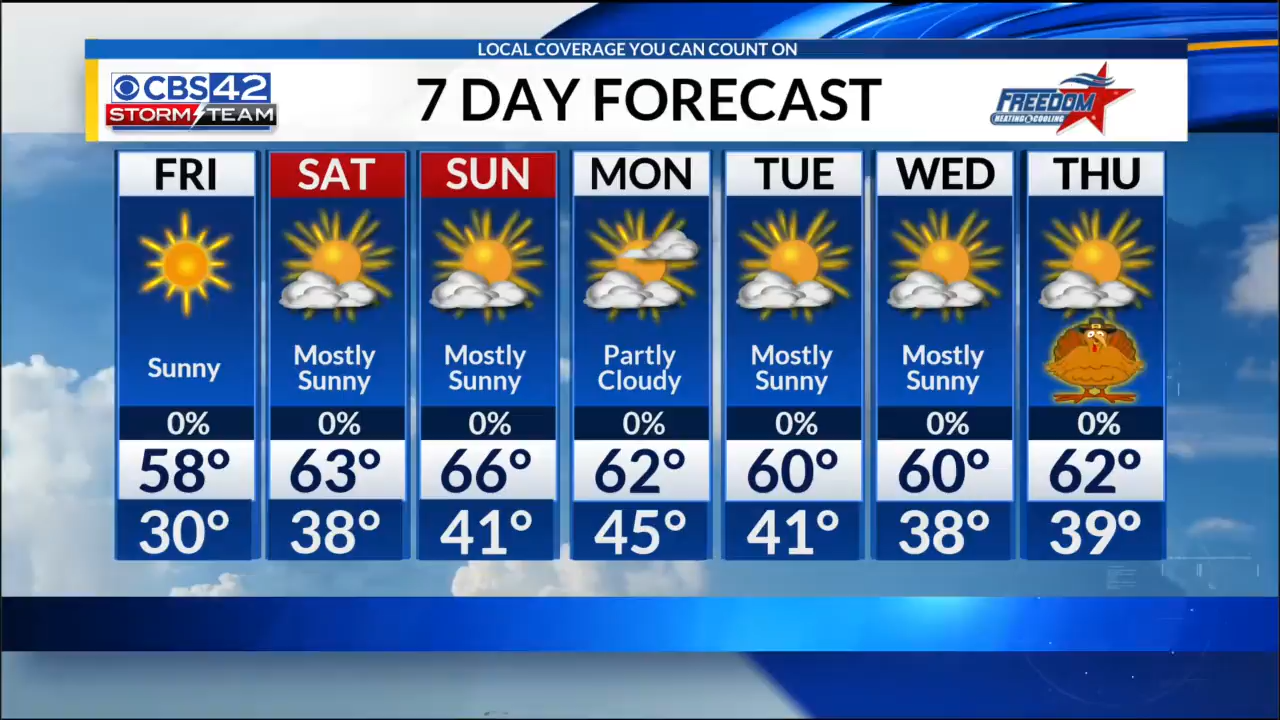 LOCAL COVERAGE YOU CAN COUNT ON
CBS 42
STORM TEAM
7 DAY FORECAST
FREEDOM
HEATING & COOLING
FRI SAT SUN MON TUE WED THU
Sunny
Mostly Sunny
Mostly Sunny
Partly Cloudy
Mostly Sunny
Mostly Sunny
0% 0% 0% 0% 0% 0% 0%
58° 63° 66° 62° 60° 60° 62°
30° 38° 41° 45° 41° 38° 39°